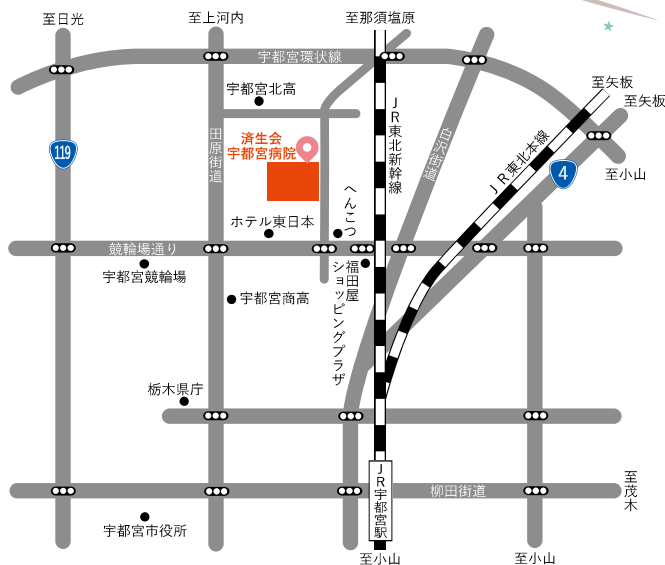 至日光
至上河内
至那須塩原
宇都宮環状線
至矢板
至矢板
宇都宮北高
JR東北新幹線
田原街道
済生会
宇都宮病院
119
白沢街道
JR東北本線
4
至小山
へんこつ
ホテル東日本
競輪場通り
宇都宮競輪場
福田屋
ショッピングプラザ
宇都宮商高
栃木県庁
柳田街道
至茂木
JR宇都宮駅
宇都宮市役所
至小山
至小山